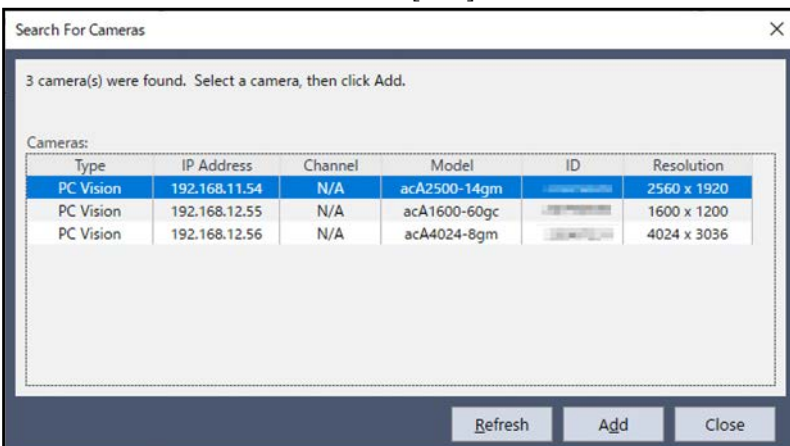 Search For Cameras
3 camera(s) were found. Select a camera, then click Add.
Cameras:
Type IP Address Channel Model ID Resolution
PC Vision 192.168.11.54 N/A acA2500-14gm 2560 x 1920
PC Vision 192.168.12.55 N/A acA1600-60gc 1600 x 1200
PC Vision 192.168.12.56 N/A acA4024-8gm 4024 x 3036
Refresh Add Close